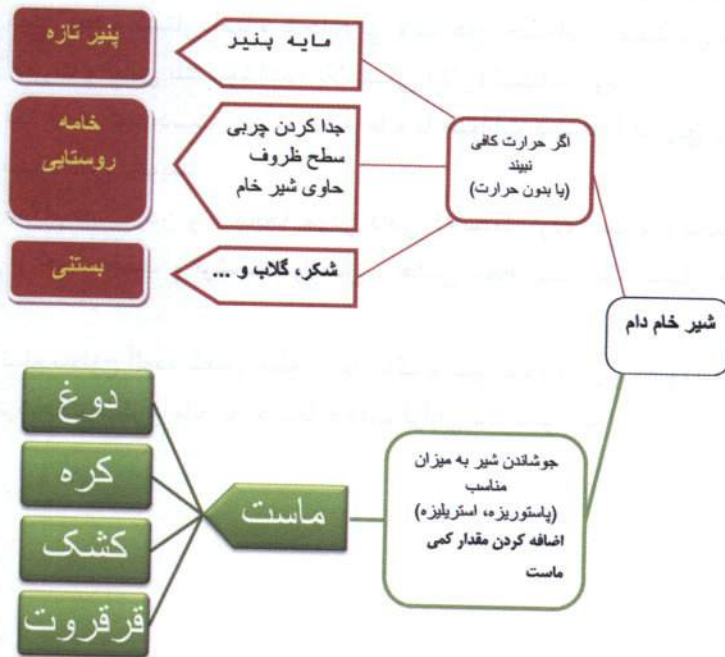 شیر خام دام
اگر حرارت کافی
نبیند
(یا بدون حرارت)
مایه پنیر
پنیر تازه
جدا کردن چربی
سطح ظروف
حاوی شیر خام
خامه
روستایی
شکر، گلاب و ...
بستنی
جوشاندن شیر به میزان
مناسب
(پاستوریزه، استریلیزه)
اضافه کردن مقدار کمی
ماست
ماست
دوغ
کره
کشک
قرقروت